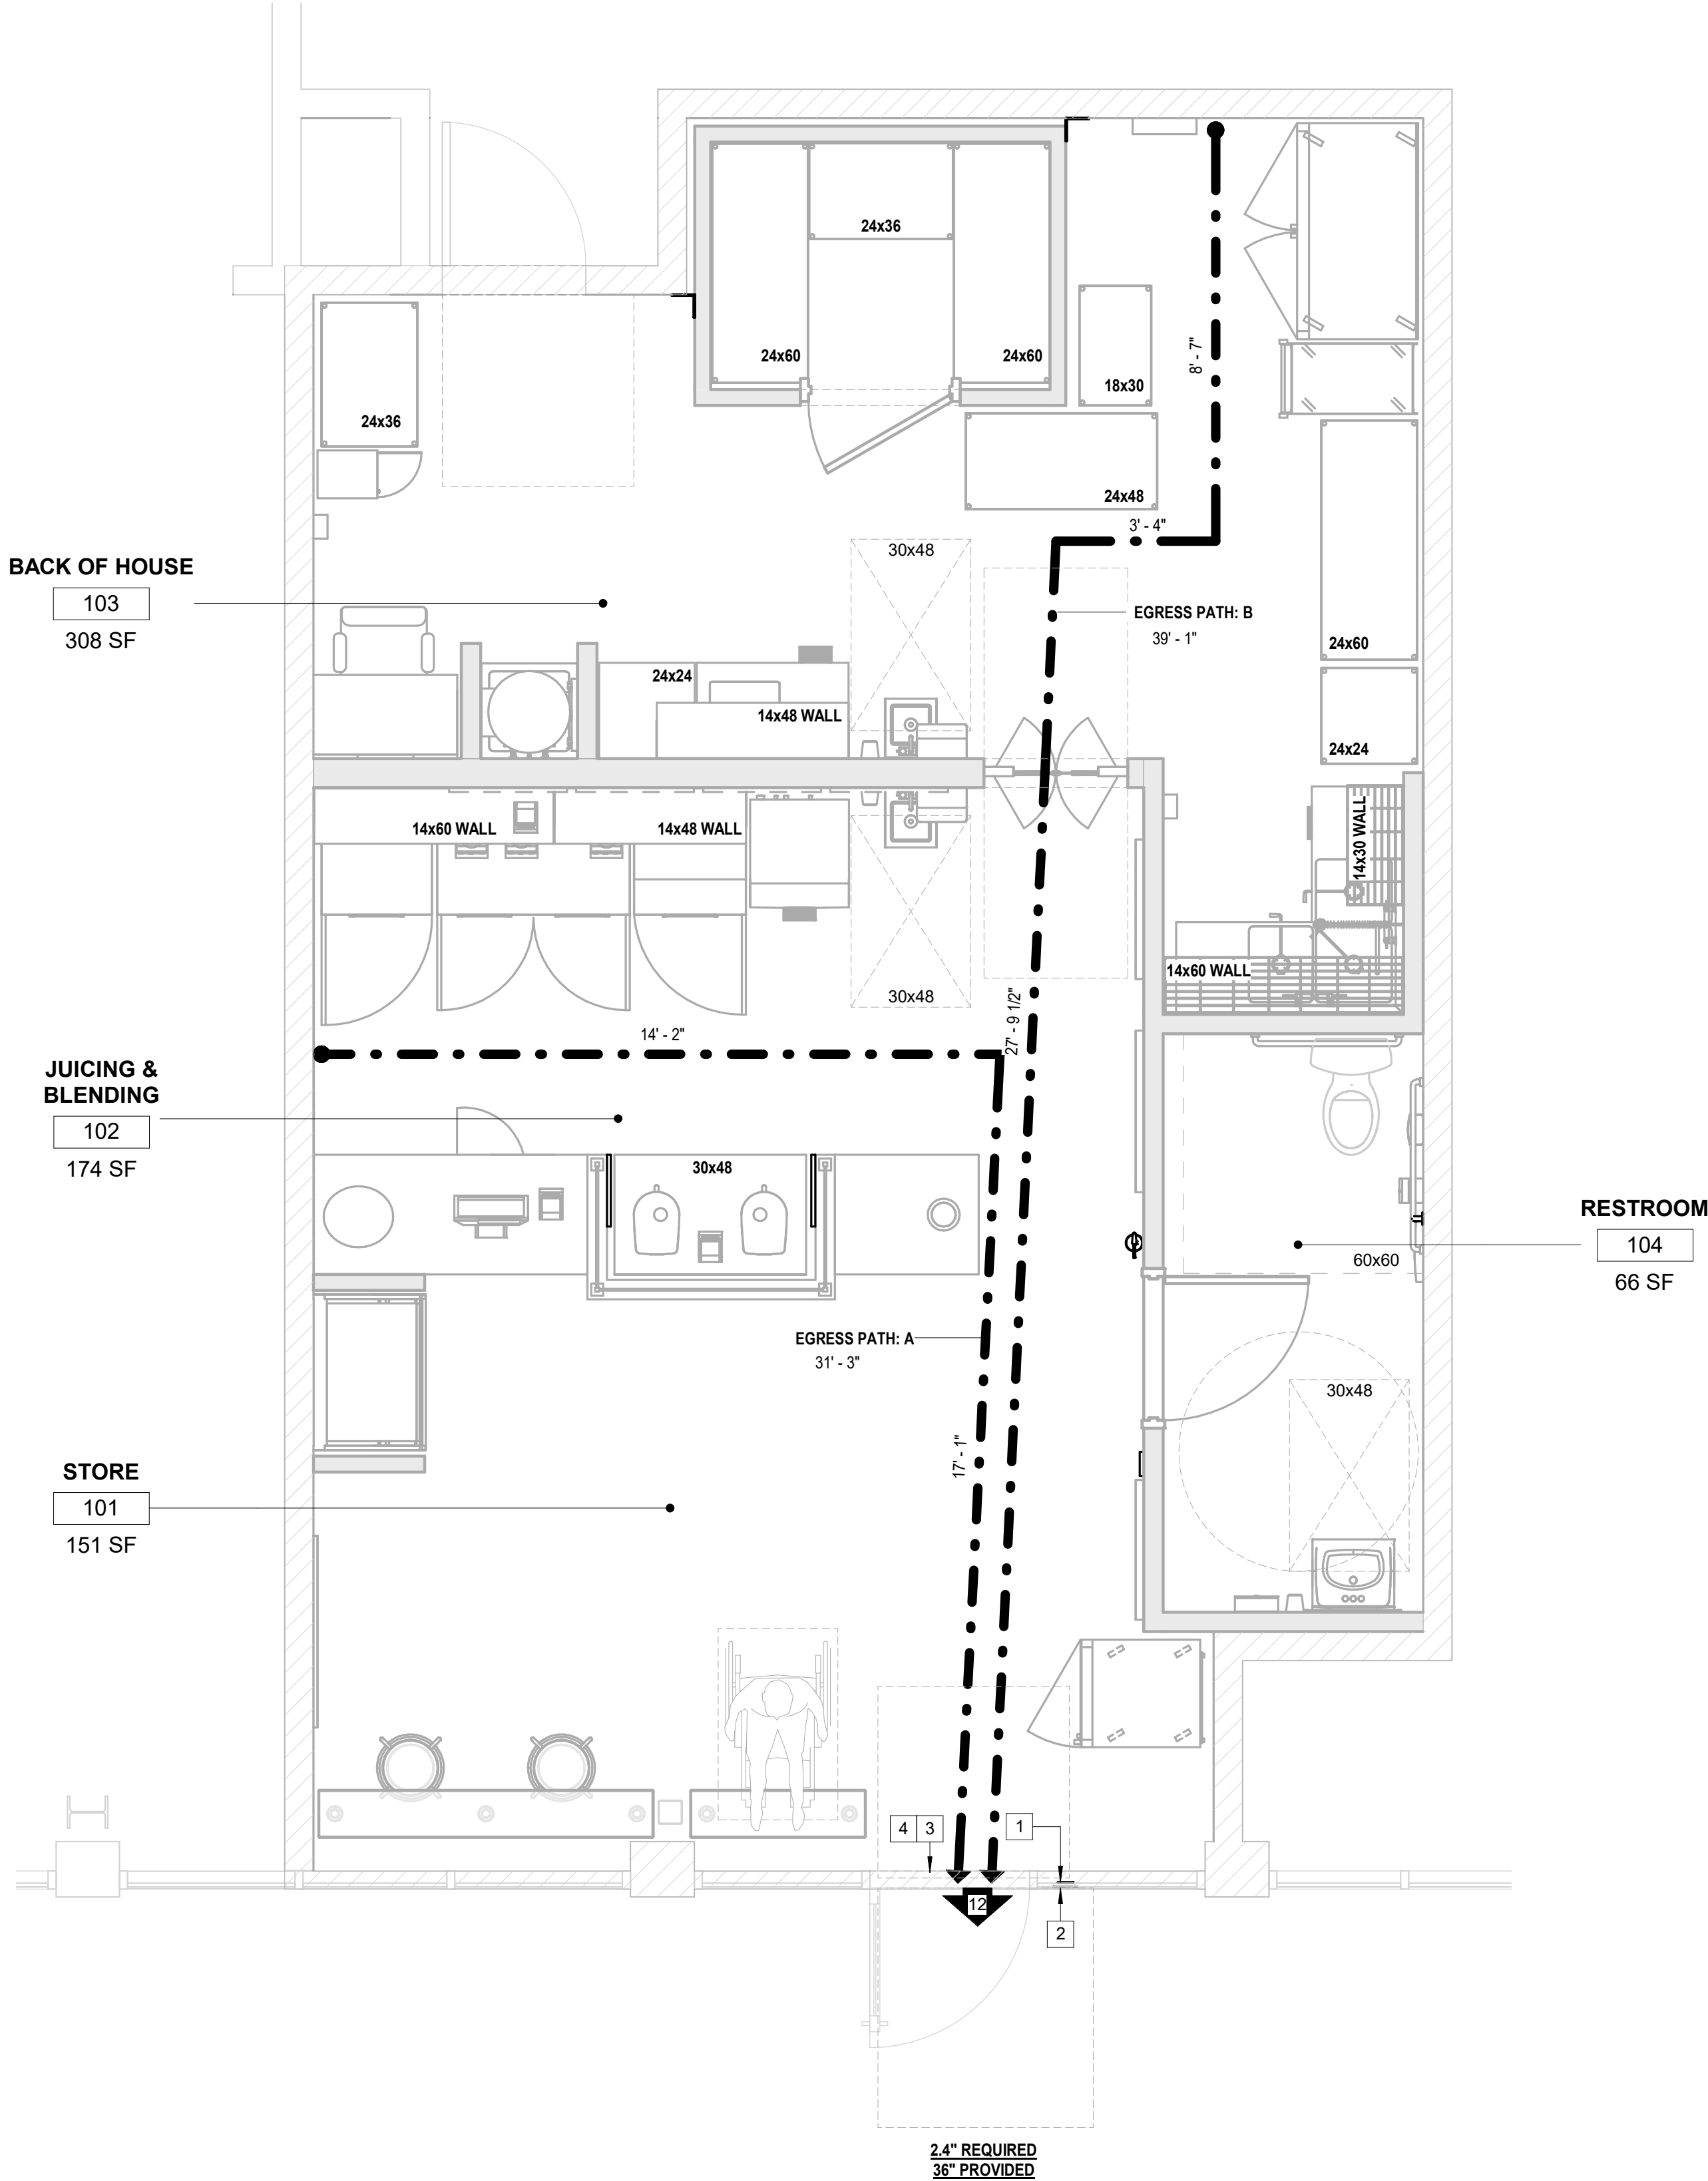 24x36
24x60
24x60
18x30
8' - 7"
24x36
24x48
3' - 4"
30x48
BACK OF HOUSE
103
308 SF
EGRESS PATH: B
39' - 1"
24x60
24x24
14x48 WALL
24x24
14x60 WALL
14x48 WALL
14x30 WALL
14x60 WALL
30x48
27' - 9 1/2"
14' - 2"
JUICING &
BLENDING
102
174 SF
30x48
RESTROOM
104
66 SF
60x60
EGRESS PATH: A
31' - 3"
30x48
17' - 1"
STORE
101
151 SF
4
3
1
12
2
2.4" REQUIRED
36" PROVIDED